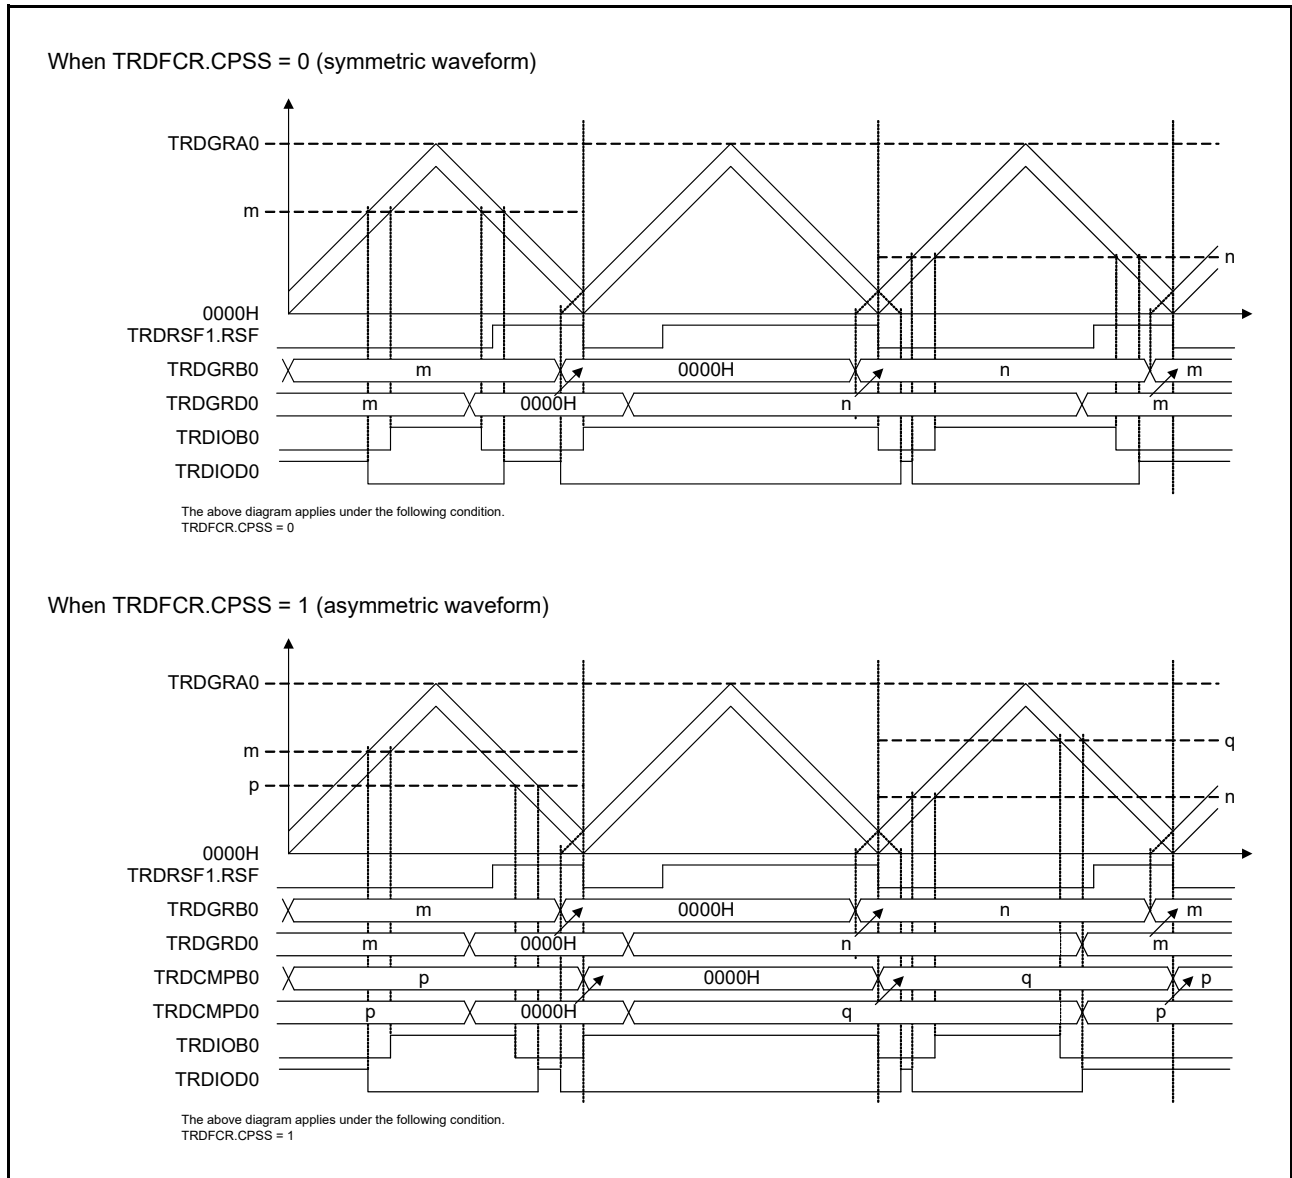 When TRDFCR.CPSS = 0 (symmetric waveform)
TRDGRA0
m
n
0000H
TRDRSF1.RSF
TRDGRB0 m 0000H n m
TRDGRD0 m 0000H n m
TRDIOB0
TRDIOD0
The above diagram applies under the following condition.
TRDFCR.CPSS = 0
When TRDFCR.CPSS = 1 (asymmetric waveform)
TRDGRA0
q
m
p
n
0000H
TRDRSF1.RSF
TRDGRB0 m 0000H n m
TRDGRD0 m 0000H n m
TRDCMPB0 p 0000H q p
TRDCMPD0 p 0000H q p
TRDIOB0
TRDIOD0
The above diagram applies under the following condition.
TRDFCR.CPSS = 1